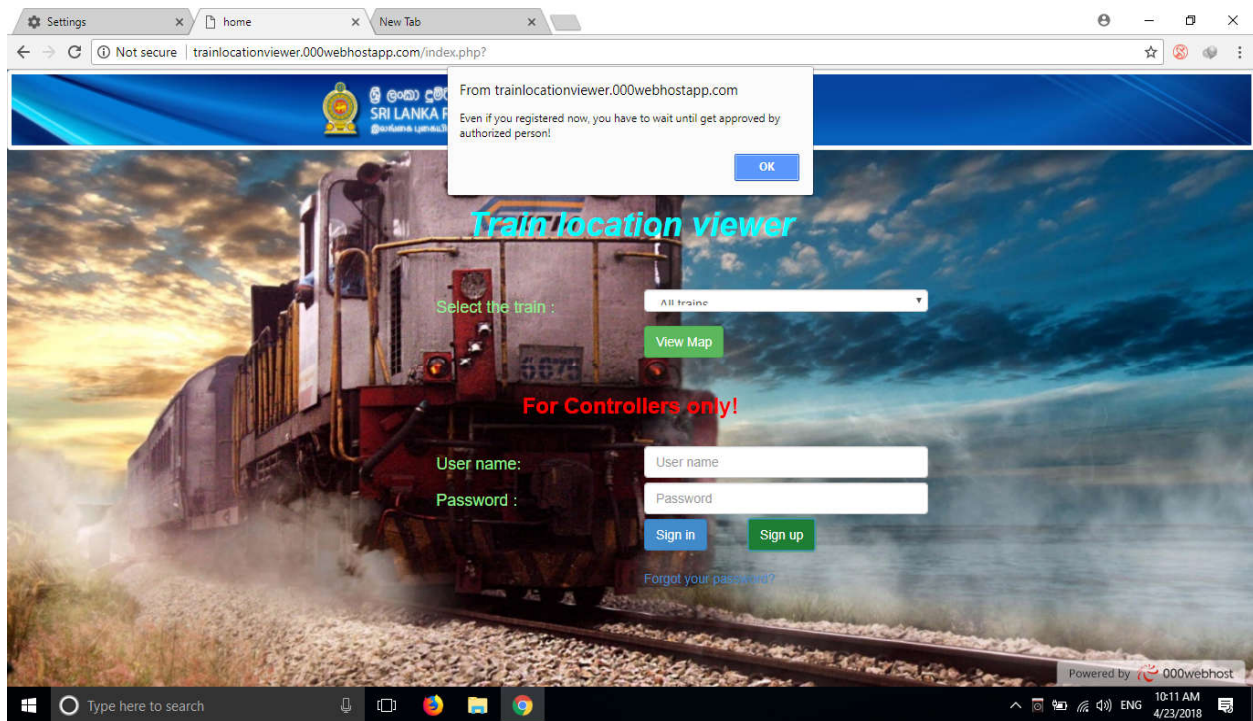 Settings
home
New Tab
Not secure | trainlocationviewer.000webhostapp.com/index.php?
ශ්‍රී ලංකා දුම්රි
SRI LANKA R
From trainlocationviewer.000webhostapp.com
Even if you registered now, you have to wait until get approved by
authorized person!
OK
Train location viewer
Select the train :
All trains
View Map
6675
For Controllers only!
User name:
User name
Password :
Password
Sign in
Sign up
Forgot your password?
Powered by 000webhost
Type here to search
ENG
10:11 AM
4/23/2018